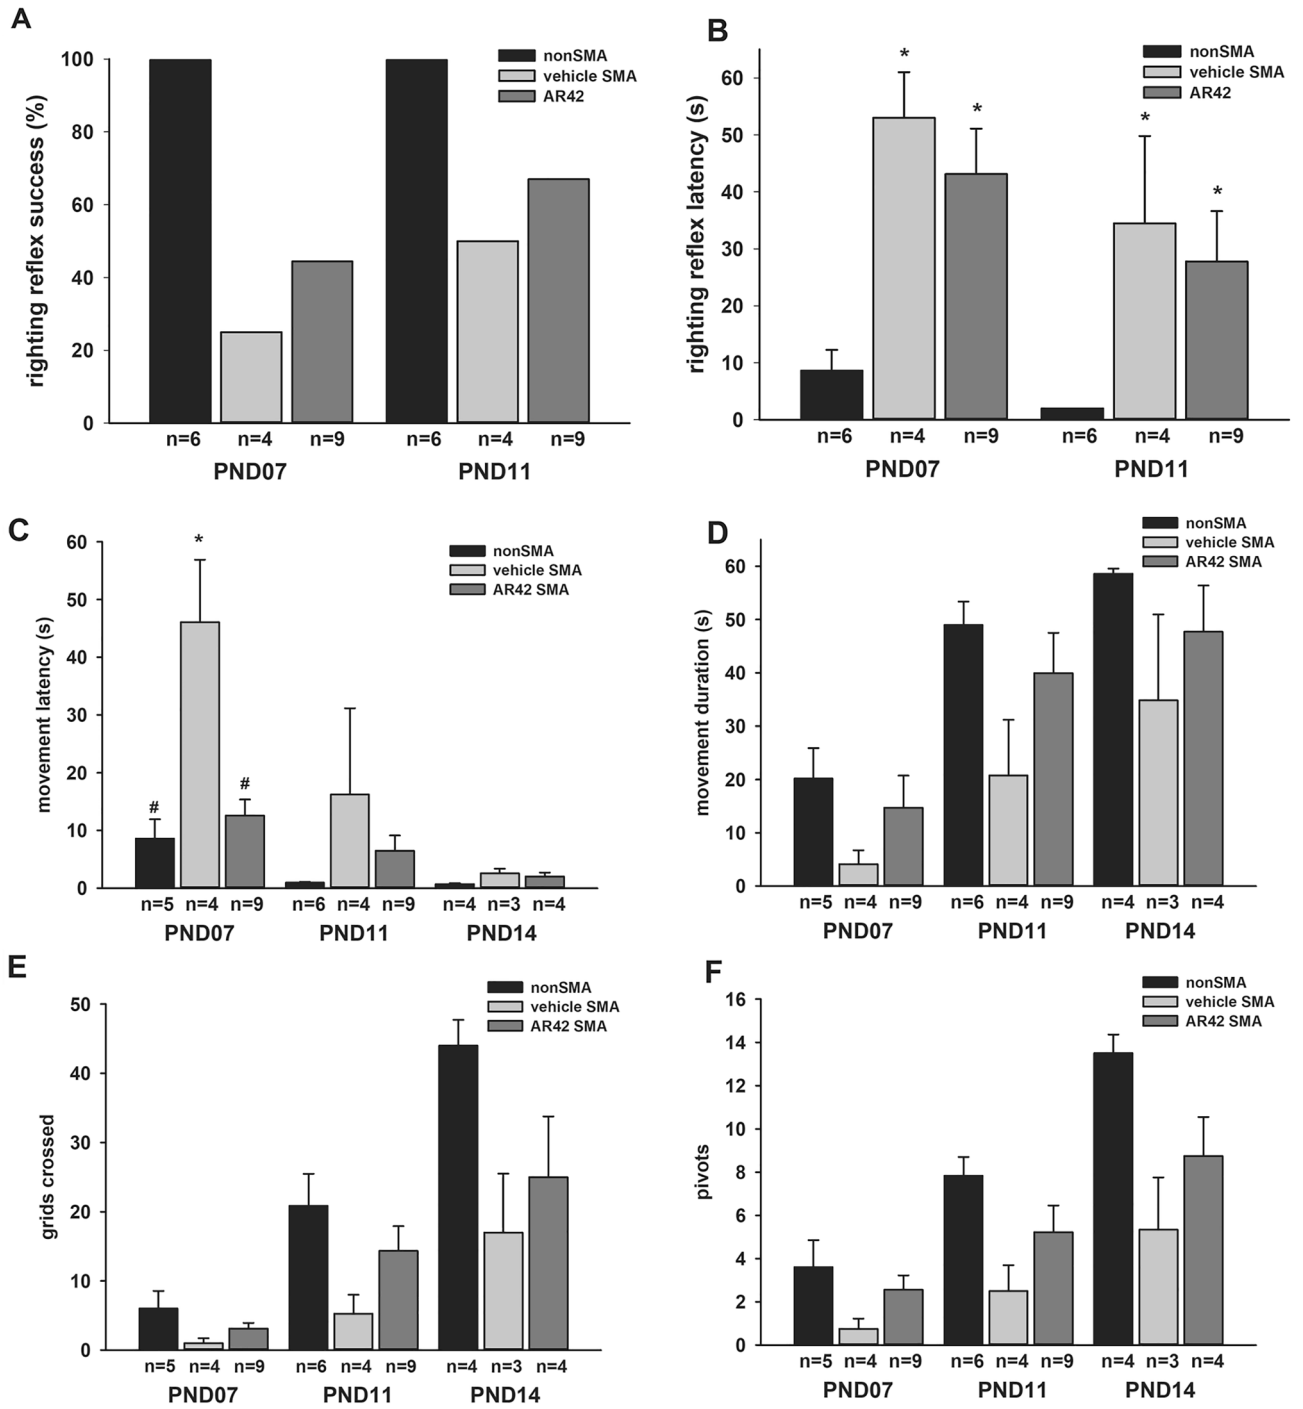 A
righting reflex success (%)
100
80
60
40
20
0
nonSMA
vehicle SMA
AR42
n=6 n=4 n=9 n=6 n=4 n=9
PND07 PND11
B
righting reflex latency (s)
60
50
40
30
20
10
0
nonSMA
vehicle SMA
AR42
* * * *
n=6 n=4 n=9 n=6 n=4 n=9
PND07 PND11
C
movement latency (s)
60
50
40
30
20
10
0
nonSMA
vehicle SMA
AR42 SMA
*
# #
n=5 n=4 n=9 n=6 n=4 n=9 n=4 n=3 n=4
PND07 PND11 PND14
D
movement duration (s)
60
50
40
30
20
10
0
nonSMA
vehicle SMA
AR42 SMA
n=5 n=4 n=9 n=6 n=4 n=9 n=4 n=3 n=4
PND07 PND11 PND14
E
grids crossed
50
40
30
20
10
0
nonSMA
vehicle SMA
AR42 SMA
n=5 n=4 n=9 n=6 n=4 n=9 n=4 n=3 n=4
PND07 PND11 PND14
F
pivots
16
14
12
10
8
6
4
2
0
nonSMA
vehicle SMA
AR42 SMA
n=5 n=4 n=9 n=6 n=4 n=9 n=4 n=3 n=4
PND07 PND11 PND14